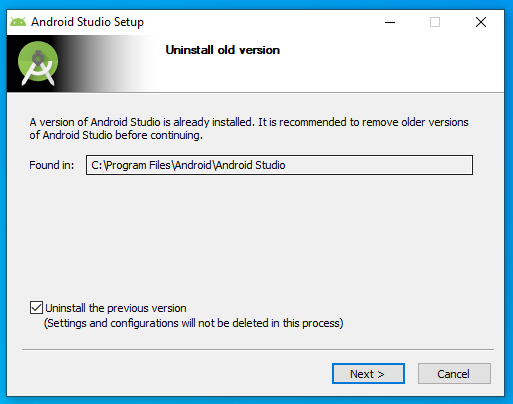 Android Studio Setup
Uninstall old version
A version of Android Studio is already installed. It is recommended to remove older versions
of Android Studio before continuing.
Found in: C:\Program Files\Android\Android Studio
Uninstall the previous version
(Settings and configurations will not be deleted in this process)
Next > Cancel